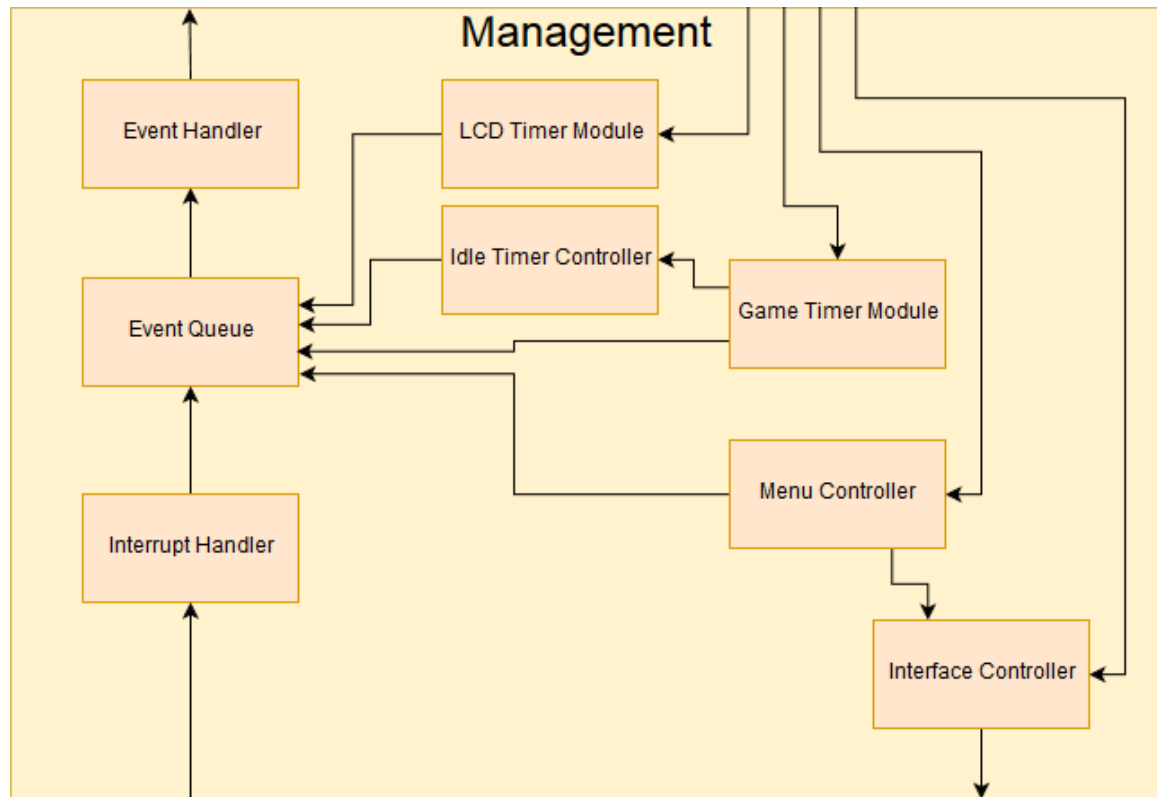 Management
Event Handler
LCD Timer Module
Idle Timer Controller
Game Timer Module
Event Queue
Menu Controller
Interrupt Handler
Interface Controller